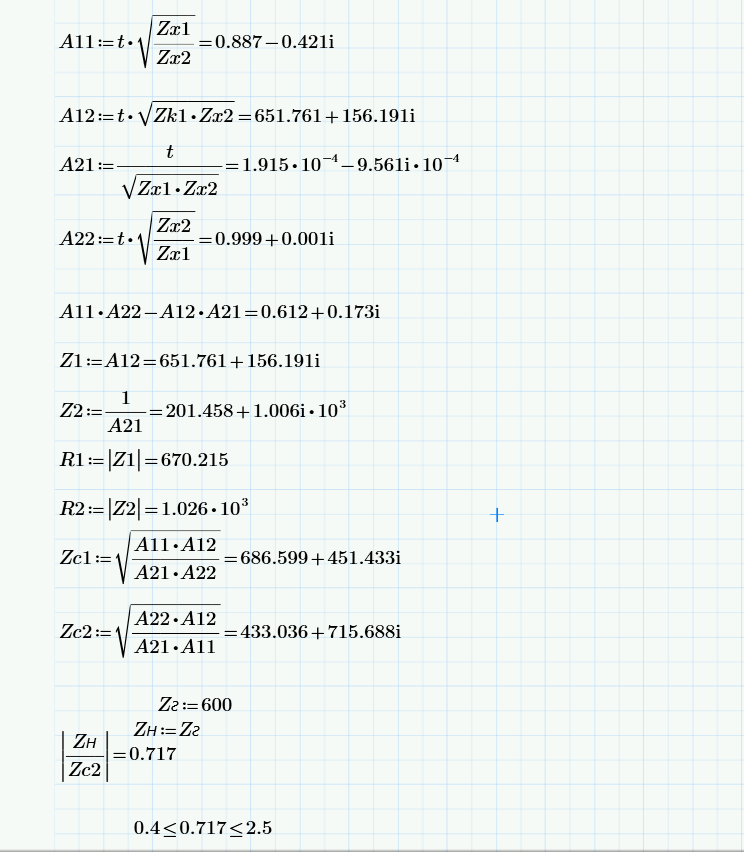 A11:=t·√(Zx1/Zx2)=0.887−0.421i
A12:=t·√(Zk1·Zx2)=651.761+156.191i
A21:=t/√(Zx1·Zx2)=1.915·10⁻⁴−9.561i·10⁻⁴
A22:=t·√(Zx2/Zx1)=0.999+0.001i
A11·A22−A12·A21=0.612+0.173i
Z1:=A12=651.761+156.191i
Z2:=1/A21=201.458+1.006i·10³
R1:=|Z1|=670.215
R2:=|Z2|=1.026·10³
Zc1:=√((A11·A12)/(A21·A22))=686.599+451.433i
Zc2:=√((A22·A12)/(A21·A11))=433.036+715.688i
Zг:=600
Zн:=Zг
|Zн/Zc2|=0.717
0.4≤0.717≤2.5